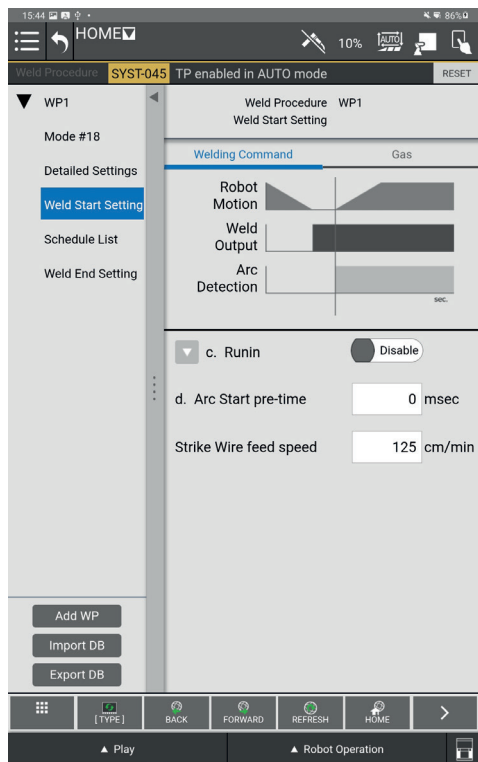 15:44
86%
HOME
10%
AUTO
Weld Procedure SYST-045 TP enabled in AUTO mode RESET
WP1
Mode #18
Detailed Settings
Weld Start Setting
Schedule List
Weld End Setting
Add WP
Import DB
Export DB
Weld Procedure WP1
Weld Start Setting
Welding Command Gas
Robot
Motion
Weld
Output
Arc
Detection
sec.
c. Runin Disable
d. Arc Start pre-time 0 msec
Strike Wire feed speed 125 cm/min
[TYPE] BACK FORWARD REFRESH HOME
Play Robot Operation